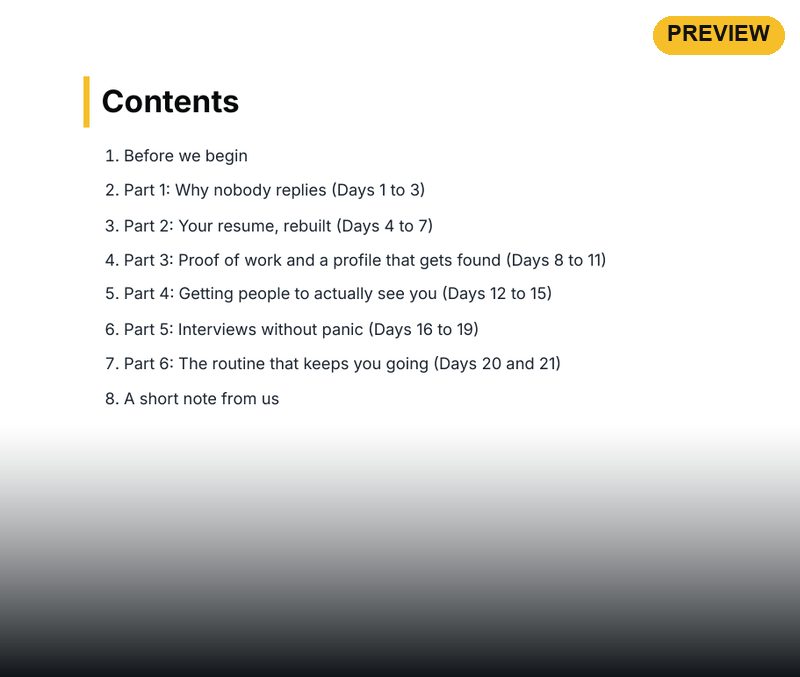 PREVIEW
Contents
1. Before we begin
2. Part 1: Why nobody replies (Days 1 to 3)
3. Part 2: Your resume, rebuilt (Days 4 to 7)
4. Part 3: Proof of work and a profile that gets found (Days 8 to 11)
5. Part 4: Getting people to actually see you (Days 12 to 15)
6. Part 5: Interviews without panic (Days 16 to 19)
7. Part 6: The routine that keeps you going (Days 20 and 21)
8. A short note from us